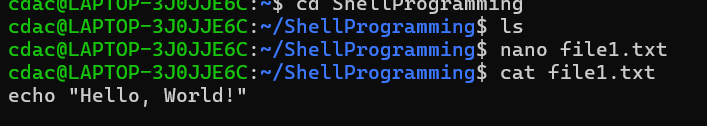 cdac@LAPTOP-3J0JJE6C:~$ cd ShellProgramming
cdac@LAPTOP-3J0JJE6C:~/ShellProgramming$ ls
cdac@LAPTOP-3J0JJE6C:~/ShellProgramming$ nano file1.txt
cdac@LAPTOP-3J0JJE6C:~/ShellProgramming$ cat file1.txt
echo "Hello, World!"